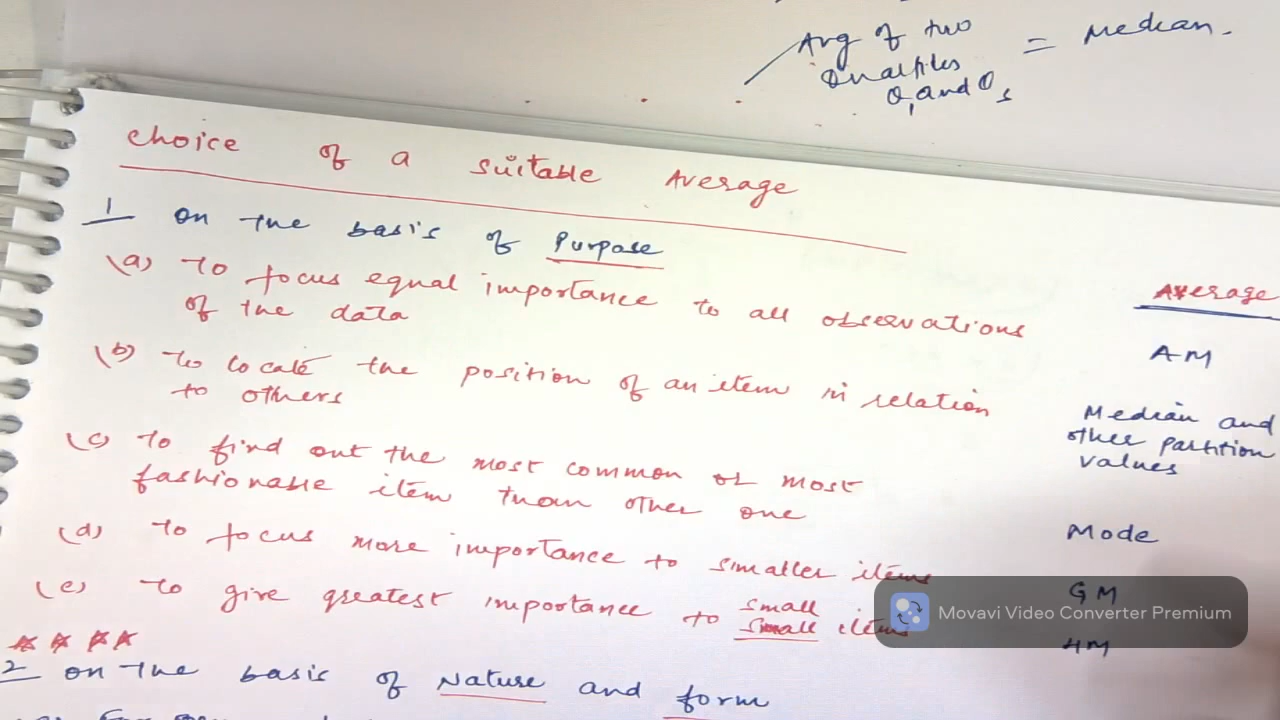 Avg of two = Median.
Quartiles
Q1 and Q3
Choice of a suitable Average
1 on the basis of Purpose
Average
(a) To focus equal importance to all observations
of the data
AM
(b) To locate the position of an item in relation
to others
Median and
other partition
values
(c) To find out the most common or most
fashionable item than other one
Mode
(d) To focus more importance to smaller items
GM
(e) To give greatest importance to small
small items
HM
Movavi Video Converter Premium
2 on the basis of Nature and form